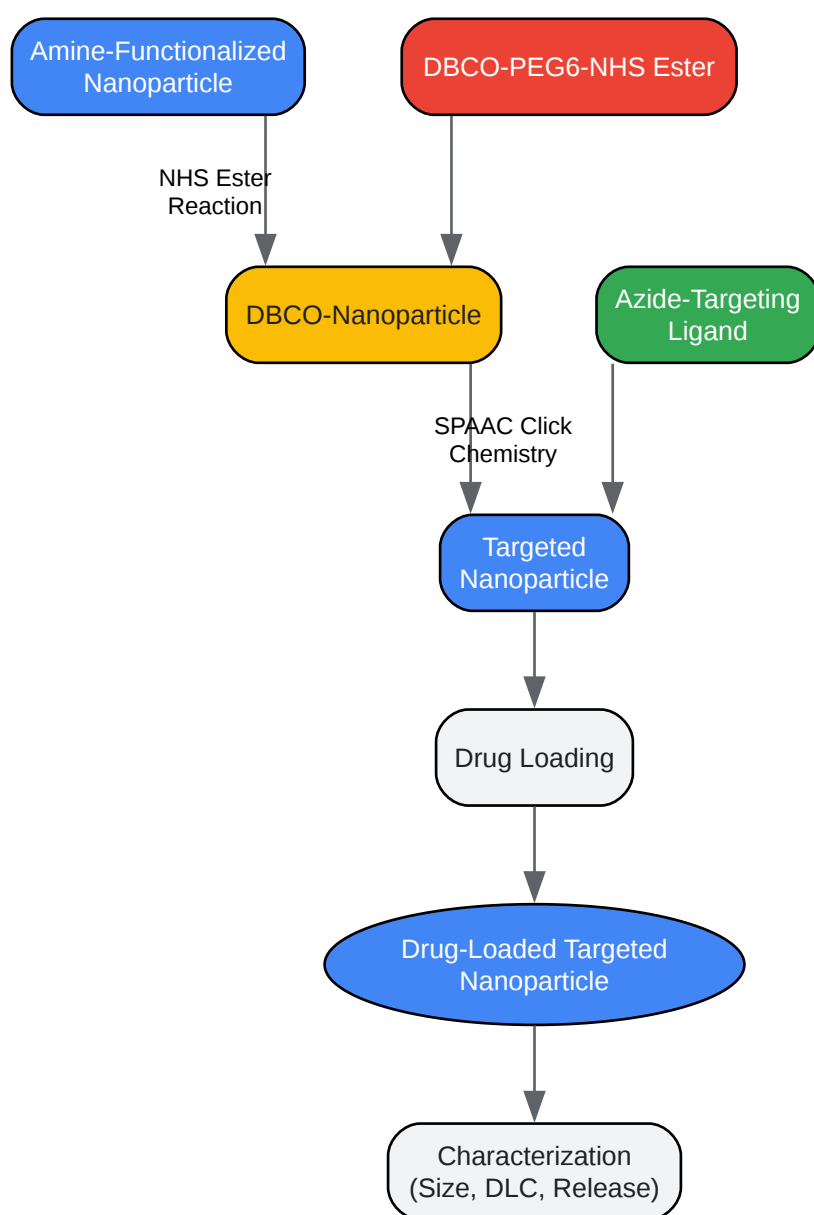 Amine-Functionalized
Nanoparticle
DBCO-PEG6-NHS Ester
NHS Ester
Reaction
DBCO-Nanoparticle
Azide-Targeting
Ligand
SPAAC Click
Chemistry
Targeted
Nanoparticle
Drug Loading
Drug-Loaded Targeted
Nanoparticle
Characterization
(Size, DLC, Release)